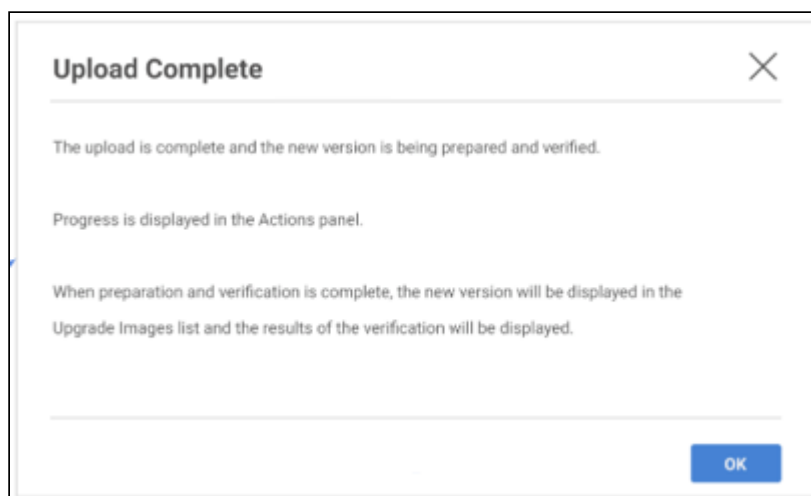 Upload Complete
The upload is complete and the new version is being prepared and verified.
Progress is displayed in the Actions panel.
When preparation and verification is complete, the new version will be displayed in the
Upgrade Images list and the results of the verification will be displayed.
OK